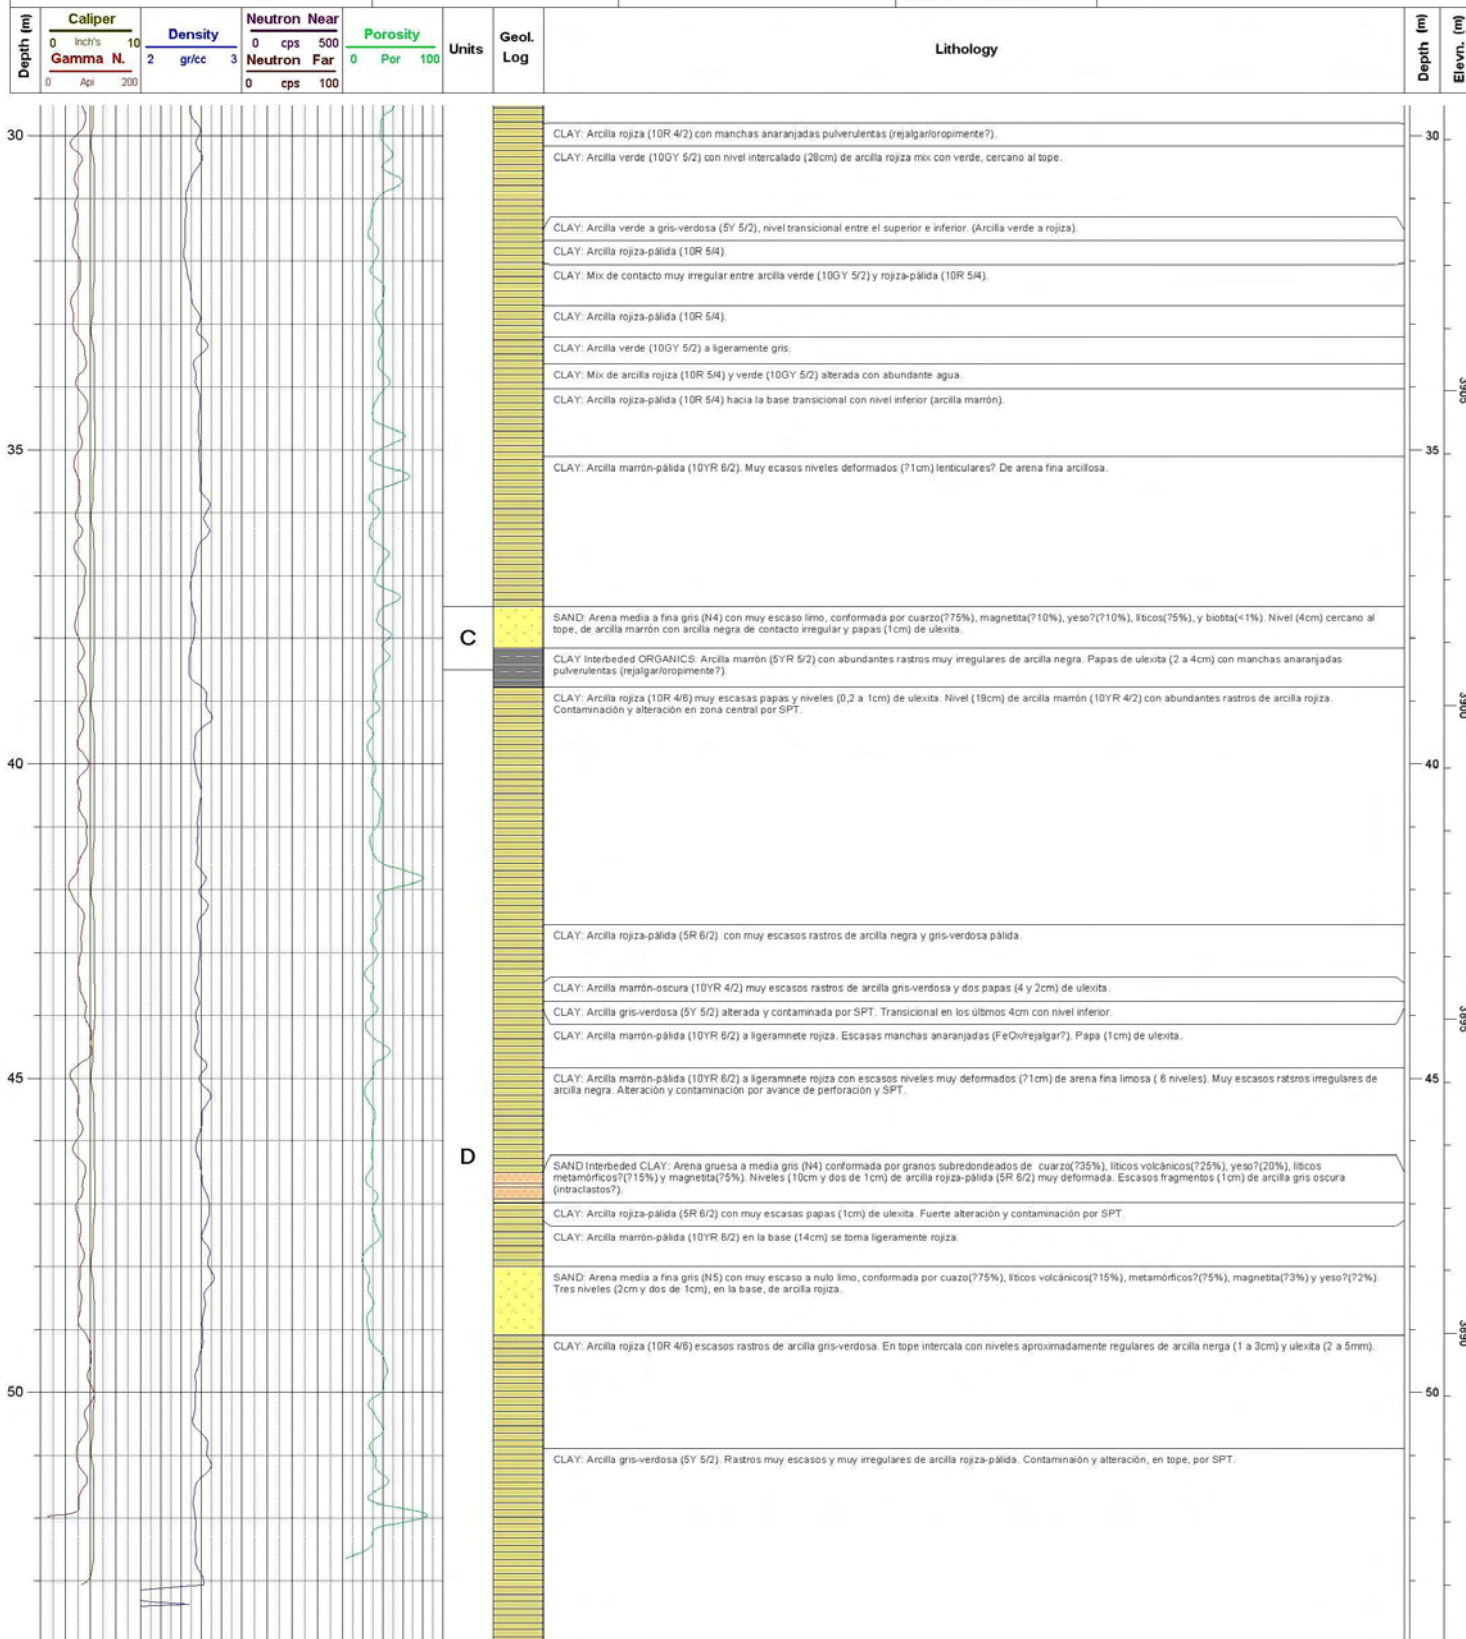 Depth (m)
Caliper
0 Inch's 10
Gamma N.
0 Api 200
Density
2 gr/cc 3
Neutron Near
0 cps 500
Neutron Far
0 cps 100
Porosity
0 Por 100
Units
Geol.
Log
Lithology
Depth (m)
Elevn. (m)
30
CLAY: Arcilla rojiza (10R 4/2) con manchas anaranjadas pulverulentas (rejalgar/oropimente?).
30
CLAY: Arcilla verde (10GY 5/2) con nivel intercalado (28cm) de arcilla rojiza mix con verde, cercano al tope.
CLAY: Arcilla verde a gris-verdosa (5Y 5/2), nivel transicional entre el superior e inferior. (Arcilla verde a rojiza).
CLAY: Arcilla rojiza-pálida (10R 5/4).
CLAY: Mix de contacto muy irregular entre arcilla verde (10GY 5/2) y rojiza-pálida (10R 5/4).
CLAY: Arcilla rojiza-pálida (10R 5/4).
CLAY: Arcilla verde (10GY 5/2) a ligeramente gris.
CLAY: Mix de arcilla rojiza (10R 5/4) y verde (10GY 5/2) alterada con abundante agua.
3905
CLAY: Arcilla rojiza-pálida (10R 5/4) hacia la base transicional con nivel inferior (arcilla marrón).
35
35
CLAY: Arcilla marrón-pálida (10YR 6/2). Muy ecasos niveles deformados (?1cm) lenticulares? De arena fina arcillosa.
C
SAND: Arena media a fina gris (N4) con muy escaso limo, conformada por cuarzo(?75%), magnetita(?10%), yeso?(?10%), líticos(?5%), y biotita(<1%). Nivel (4cm) cercano al
tope, de arcilla marrón con arcilla negra de contacto irregular y papas (1cm) de ulexita.
CLAY Interbeded ORGANICS: Arcilla marrón (5YR 5/2) con abundantes rastros muy irregulares de arcilla negra. Papas de ulexita (2 a 4cm) con manchas anaranjadas
pulverulentas (rejalgar/oropimente?).
CLAY: Arcilla rojiza (10R 4/6) muy escasas papas y niveles (0,2 a 1cm) de ulexita. Nivel (19cm) de arcilla marrón (10YR 4/2) con abundantes rastros de arcilla rojiza.
Contaminación y alteración en zona central por SPT.
3900
40
40
CLAY: Arcilla rojiza-pálida (5R 6/2) con muy escasos rastros de arcilla negra y gris-verdosa pálida.
CLAY: Arcilla marrón-oscura (10YR 4/2) muy escasos rastros de arcilla gris-verdosa y dos papas (4 y 2cm) de ulexita.
CLAY: Arcilla gris-verdosa (5Y 5/2) alterada y contaminada por SPT. Transicional en los últimos 4cm con nivel inferior.
3895
CLAY: Arcilla marrón-pálida (10YR 6/2) a ligeramnete rojiza. Escasas manchas anaranjadas (FeOx/rejalgar?). Papa (1cm) de ulexita.
45
CLAY: Arcilla marrón-pálida (10YR 6/2) a ligeramnete rojiza con escasos niveles muy deformados (?1cm) de arena fina limosa ( 6 niveles). Muy escasos ratsros irregulares de
arcilla negra. Alteración y contaminación por avance de perforación y SPT.
45
D
SAND Interbeded CLAY: Arena gruesa a media gris (N4) conformada por granos subredondeados de cuarzo(?35%), líticos volcánicos(?25%), yeso?(20%), líticos
metamórficos?(?15%) y magnetita(?5%). Niveles (10cm y dos de 1cm) de arcilla rojiza-pálida (5R 6/2) muy deformada. Escasos fragmentos (1cm) de arcilla gris oscura
(intraclastos?).
CLAY: Arcilla rojiza-pálida (5R 6/2) con muy escasas papas (1cm) de ulexita. Fuerte alteración y contaminación por SPT.
CLAY: Arcilla marrón-pálida (10YR 6/2) en la base (14cm) se torna ligeramente rojiza.
SAND: Arena media a fina gris (N5) con muy escaso a nulo limo, conformada por cuazo(?75%), líticos volcánicos(?15%), metamórficos?(?5%), magnetita(?3%) y yeso?(?2%).
Tres niveles (2cm y dos de 1cm), en la base, de arcilla rojiza.
3890
CLAY: Arcilla rojiza (10R 4/6) escasos rastros de arcilla gris-verdosa. En tope intercala con niveles aproximadamente regulares de arcilla nerga (1 a 3cm) y ulexita (2 a 5mm).
50
50
CLAY: Arcilla gris-verdosa (5Y 5/2). Rastros muy escasos y muy irregulares de arcilla rojiza-pálida. Contaminaión y alteración, en tope, por SPT.